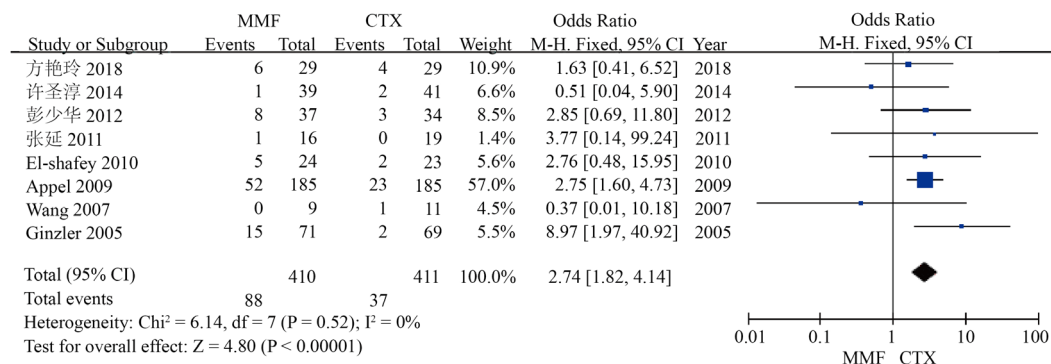 MMF CTX Odds Ratio Odds Ratio
Study or Subgroup Events Total Events Total Weight M-H. Fixed, 95% CI Year M-H. Fixed, 95% CI
方艳玲 2018 6 29 4 29 10.9% 1.63 [0.41, 6.52] 2018
许圣淳 2014 1 39 2 41 6.6% 0.51 [0.04, 5.90] 2014
彭少华 2012 8 37 3 34 8.5% 2.85 [0.69, 11.80] 2012
张延 2011 1 16 0 19 1.4% 3.77 [0.14, 99.24] 2011
El-shafey 2010 5 24 2 23 5.6% 2.76 [0.48, 15.95] 2010
Appel 2009 52 185 23 185 57.0% 2.75 [1.60, 4.73] 2009
Wang 2007 0 9 1 11 4.5% 0.37 [0.01, 10.18] 2007
Ginzler 2005 15 71 2 69 5.5% 8.97 [1.97, 40.92] 2005
Total (95% CI) 410 411 100.0% 2.74 [1.82, 4.14]
Total events 88 37
Heterogeneity: Chi² = 6.14, df = 7 (P = 0.52); I² = 0%
Test for overall effect: Z = 4.80 (P < 0.00001)
0.01 0.1 1 10 100
MMF CTX